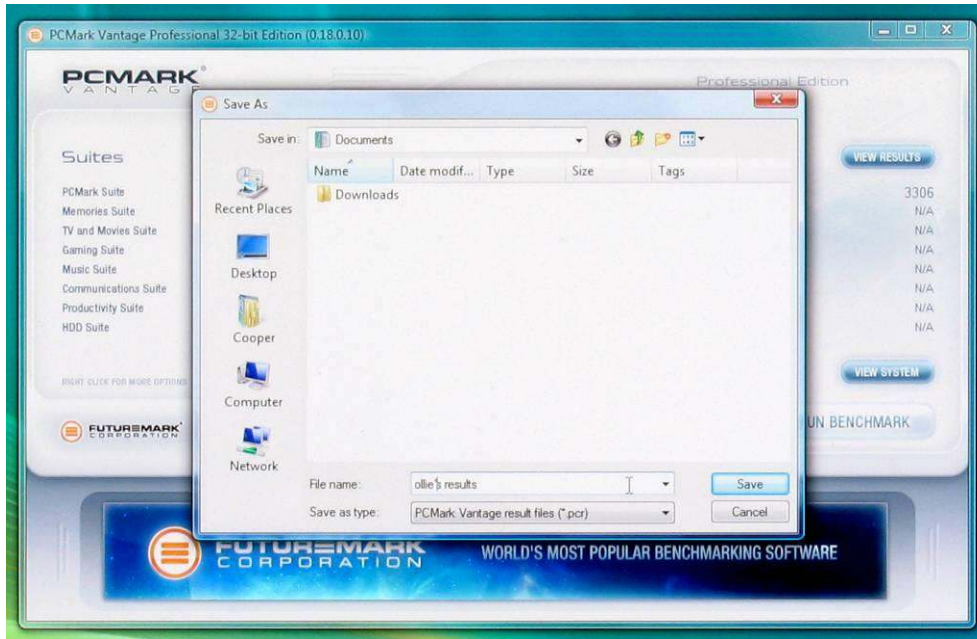 PCMark Vantage Professional 32-bit Edition (0.18.0.10)
PCMARK
VANTAGE
Professional Edition
Save As
Save in:
Documents
Suites
VIEW RESULTS
Name
Date modif...
Type
Size
Tags
Downloads
PCMark Suite
3306
Memories Suite
N/A
TV and Movies Suite
N/A
Gaming Suite
N/A
Music Suite
N/A
Communications Suite
N/A
Productivity Suite
N/A
HDD Suite
N/A
Recent Places
Desktop
Cooper
Computer
Network
RIGHT CLICK FOR MORE OPTIONS
VIEW SYSTEM
FUTUREMARK
CORPORATION
UN BENCHMARK
File name:
ollie's results
Save
Save as type:
PCMark Vantage result files (*.pcr)
Cancel
FUTUREMARK
CORPORATION
WORLD'S MOST POPULAR BENCHMARKING SOFTWARE